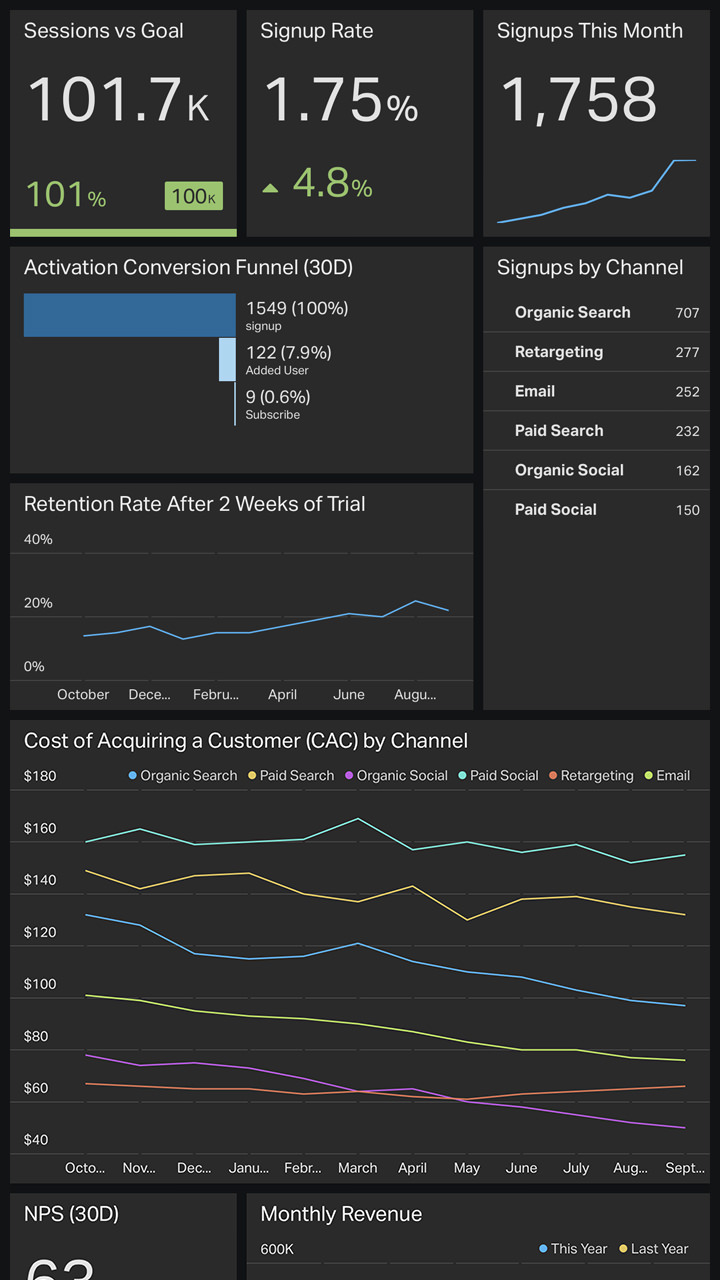 Sessions vs Goal
101.7K
101%
100K
Signup Rate
1.75%
4.8%
Signups This Month
1,758
Activation Conversion Funnel (30D)
1549 (100%)
signup
122 (7.9%)
Added User
9 (0.6%)
Subscribe
Signups by Channel
Organic Search 707
Retargeting 277
Email 252
Paid Search 232
Organic Social 162
Paid Social 150
Retention Rate After 2 Weeks of Trial
40%
20%
0%
October Dece... Febru... April June Augu...
Cost of Acquiring a Customer (CAC) by Channel
$180 Organic Search Paid Search Organic Social Paid Social Retargeting Email
$160
$140
$120
$100
$80
$60
$40
Octo... Nov... Dec... Janu... Febr... March April May June July Aug... Sept...
NPS (30D)
63
Monthly Revenue
600K This Year Last Year